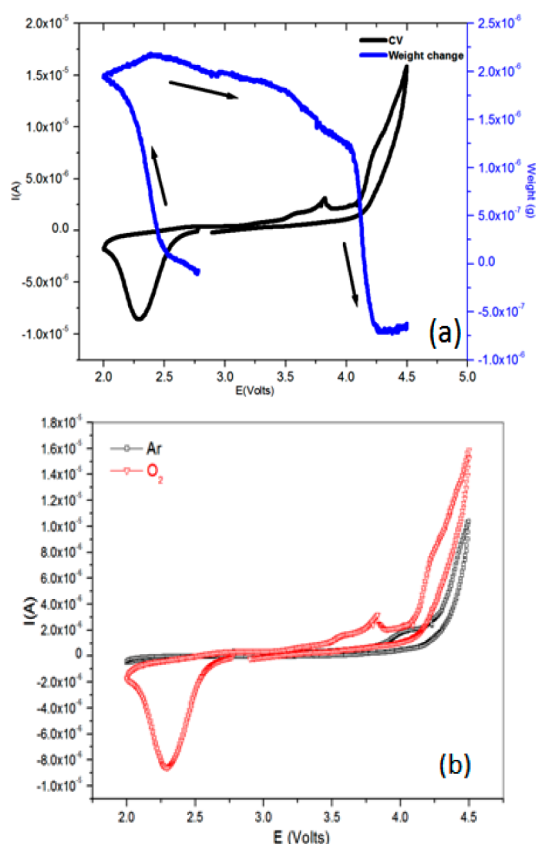 CV
Weight change
2.0x10⁻⁵
1.5x10⁻⁵
1.0x10⁻⁵
5.0x10⁻⁶
0.0
-5.0x10⁻⁶
-1.0x10⁻⁵
I(A)
2.5x10⁻⁶
2.0x10⁻⁶
1.5x10⁻⁶
1.0x10⁻⁶
5.0x10⁻⁷
0.0
-5.0x10⁻⁷
-1.0x10⁻⁶
Weight (g)
(a)
2.0 2.5 3.0 3.5 4.0 4.5 5.0
E(Volts)
Ar
O₂
1.8x10⁻⁵
1.6x10⁻⁵
1.4x10⁻⁵
1.2x10⁻⁵
1.0x10⁻⁵
8.0x10⁻⁶
6.0x10⁻⁶
4.0x10⁻⁶
2.0x10⁻⁶
0
-2.0x10⁻⁶
-4.0x10⁻⁶
-6.0x10⁻⁶
-8.0x10⁻⁶
-1.0x10⁻⁵
I(A)
(b)
2.0 2.5 3.0 3.5 4.0 4.5
E (Volts)